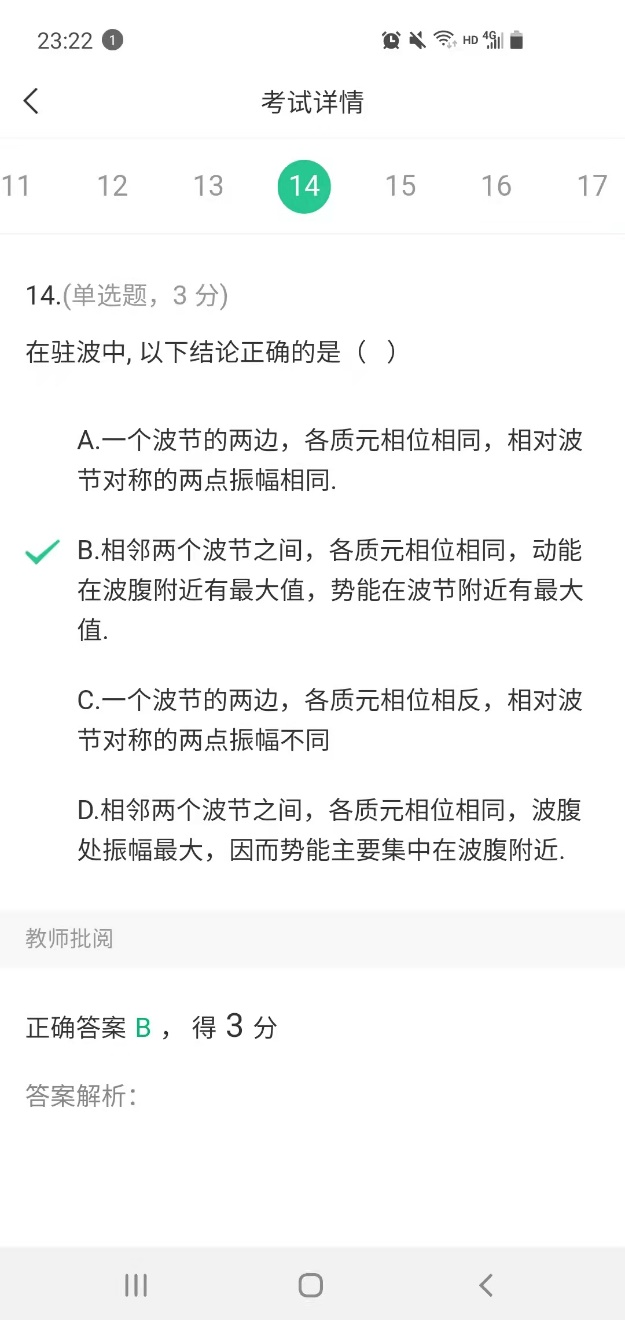 23:22 1 HD 4G
考试详情
11 12 13 14 15 16 17
14.(单选题，3 分)
在驻波中, 以下结论正确的是（ ）
A.一个波节的两边，各质元相位相同，相对波
节对称的两点振幅相同.
B.相邻两个波节之间，各质元相位相同，动能
在波腹附近有最大值，势能在波节附近有最大
值.
C.一个波节的两边，各质元相位相反，相对波
节对称的两点振幅不同
D.相邻两个波节之间，各质元相位相同，波腹
处振幅最大，因而势能主要集中在波腹附近.
教师批阅
正确答案 B ， 得 3 分
答案解析：